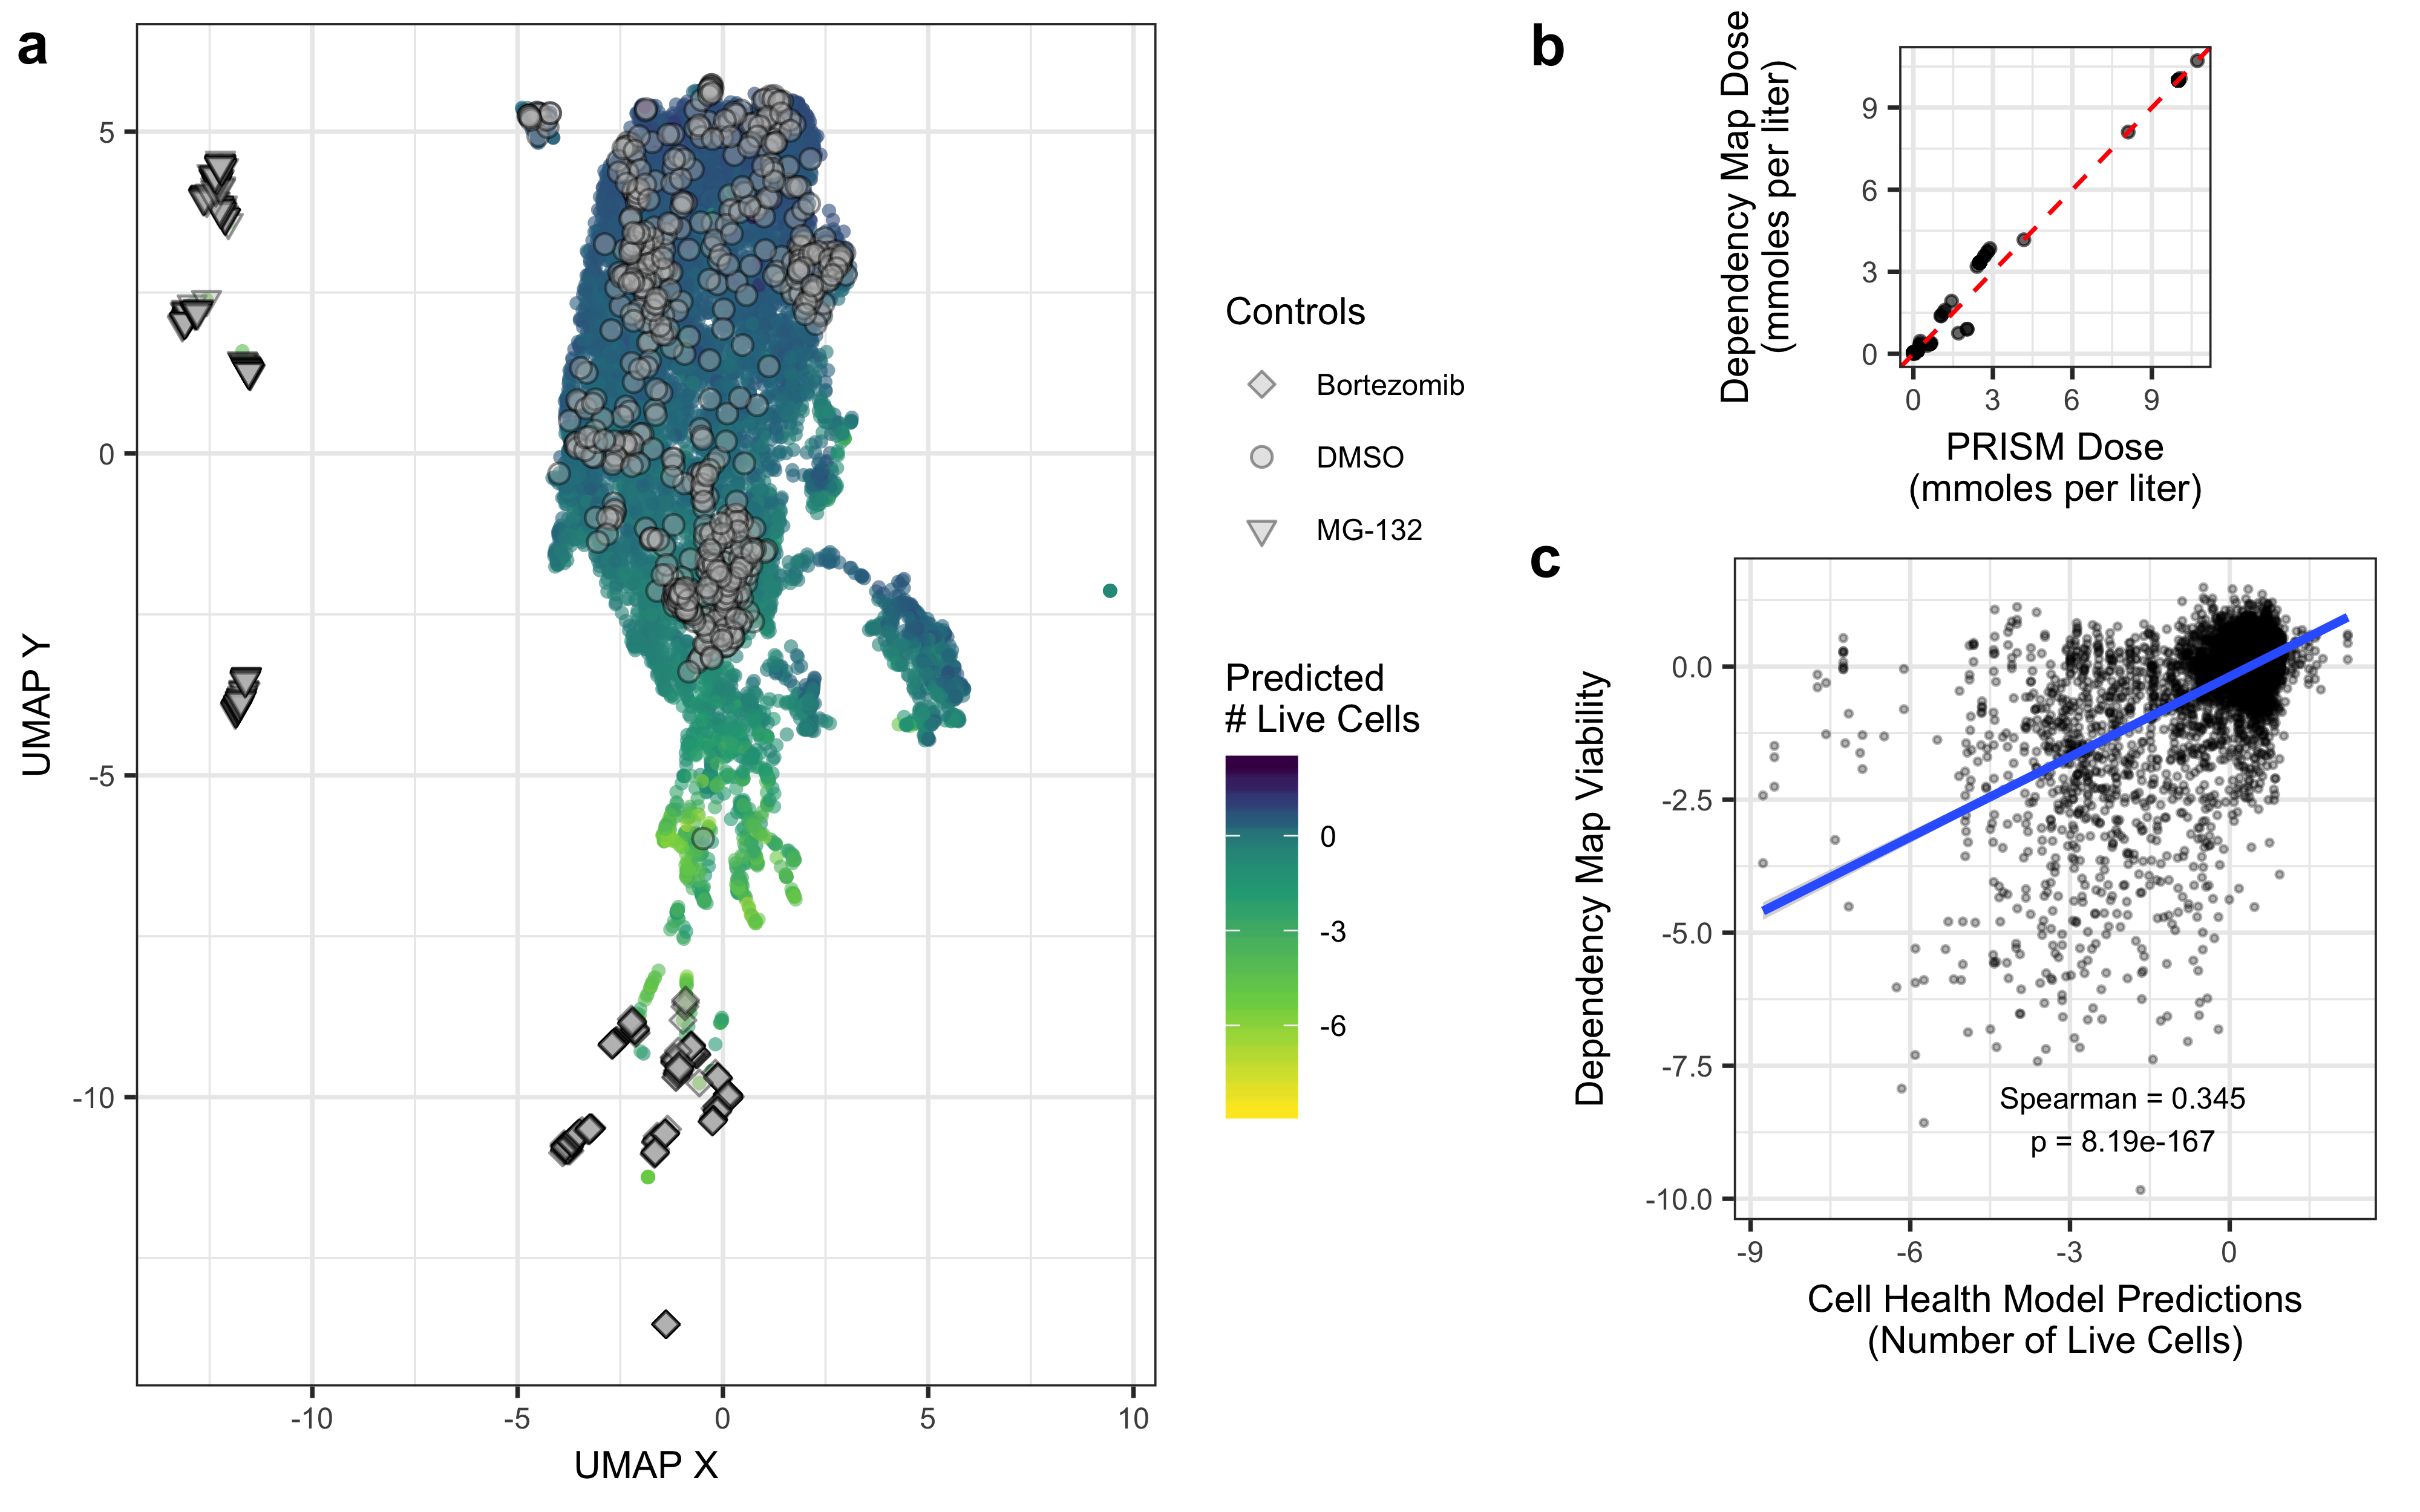 a
5
0
-5
-10
UMAP Y
-10
-5
0
5
10
UMAP X
Controls
Bortezomib
DMSO
MG-132
Predicted
# Live Cells
0
-3
-6
b
Dependency Map Dose
(mmoles per liter)
9
6
3
0
0
3
6
9
PRISM Dose
(mmoles per liter)
c
Dependency Map Viability
0.0
-2.5
-5.0
-7.5
-10.0
Spearman = 0.345
p = 8.19e-167
-9
-6
-3
0
Cell Health Model Predictions
(Number of Live Cells)